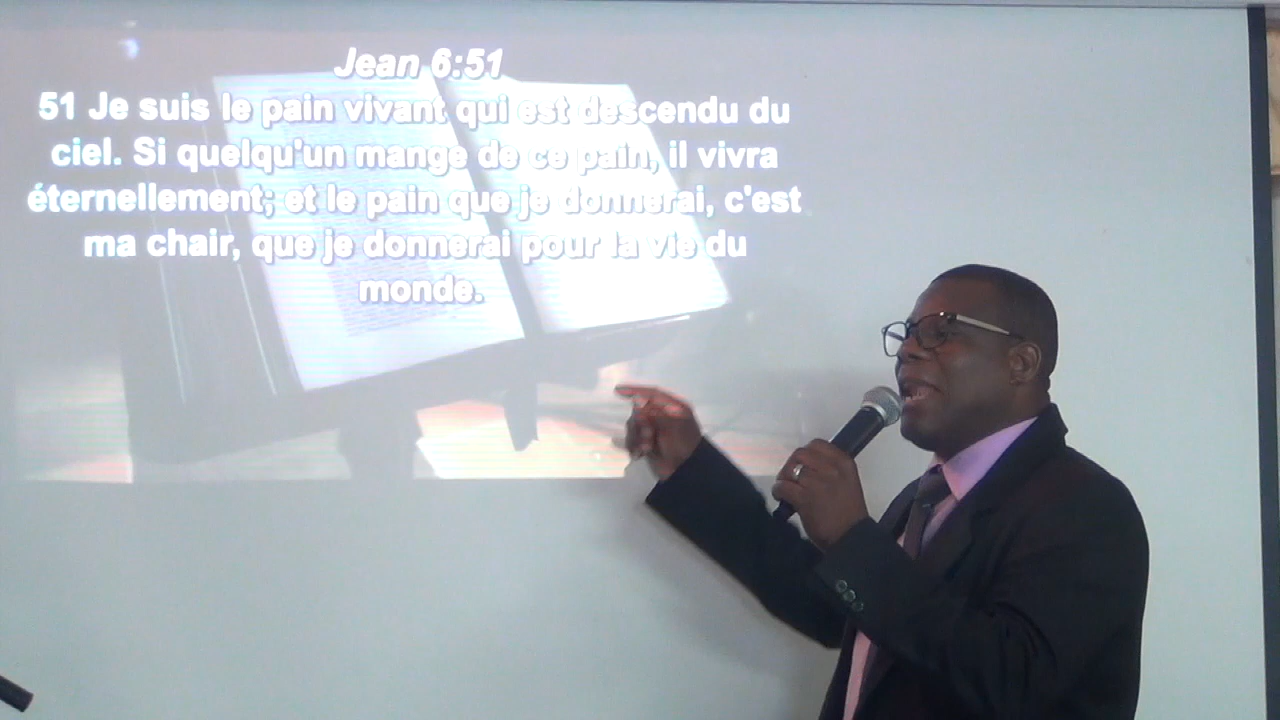 Jean 6:51
51 Je suis le pain vivant qui est descendu du
ciel. Si quelqu'un mange de ce pain, il vivra
éternellement; et le pain que je donnerai, c'est
ma chair, que je donnerai pour la vie du
monde.